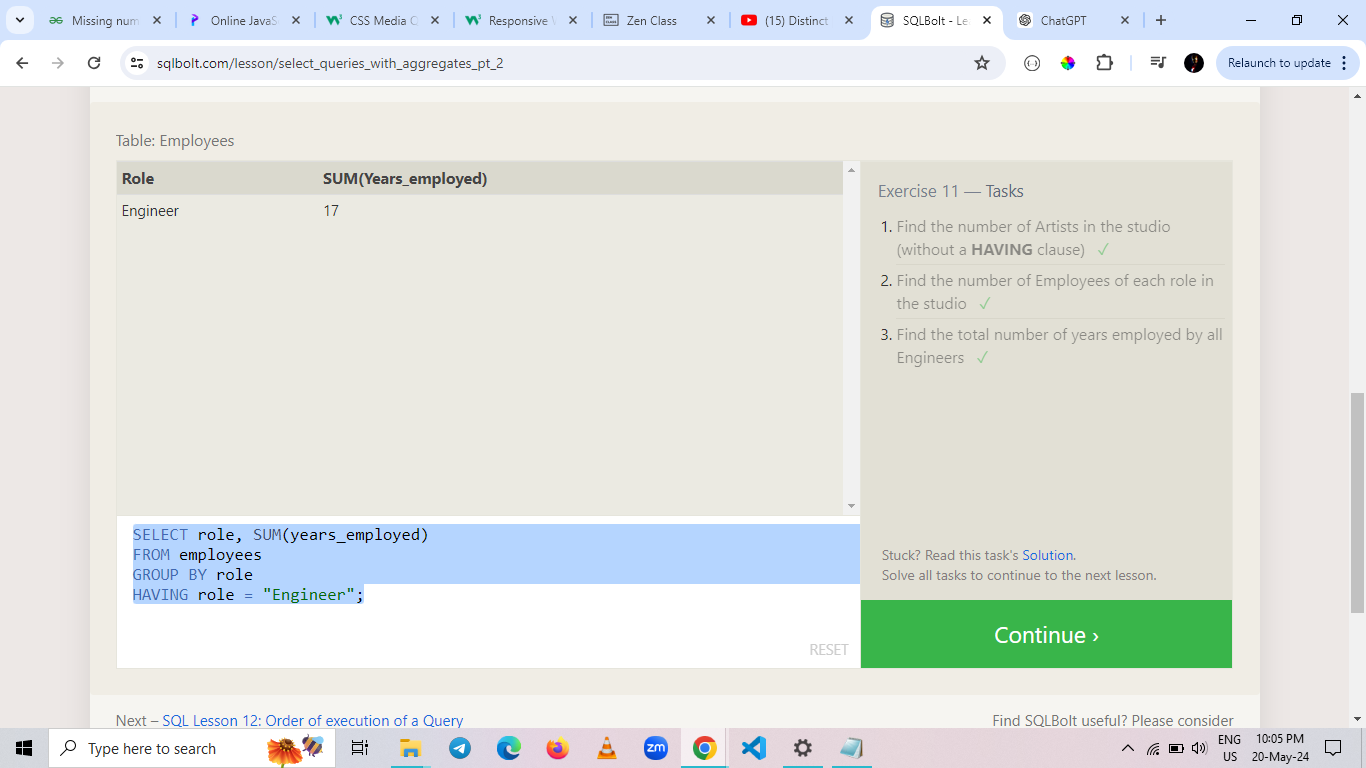 Missing num
Online JavaS
CSS Media Q
Responsive W
Zen Class
(15) Distinct
SQLBolt - Le
ChatGPT
sqlbolt.com/lesson/select_queries_with_aggregates_pt_2
Relaunch to update
Table: Employees
Role SUM(Years_employed)
Engineer 17
Exercise 11 — Tasks
1. Find the number of Artists in the studio
(without a HAVING clause) ✓
2. Find the number of Employees of each role in
the studio ✓
3. Find the total number of years employed by all
Engineers ✓
SELECT role, SUM(years_employed)
FROM employees
GROUP BY role
HAVING role = "Engineer";
RESET
Stuck? Read this task's Solution.
Solve all tasks to continue to the next lesson.
Continue ›
Next – SQL Lesson 12: Order of execution of a Query
Find SQLBolt useful? Please consider
Type here to search
zm
ENG
US
10:05 PM
20-May-24